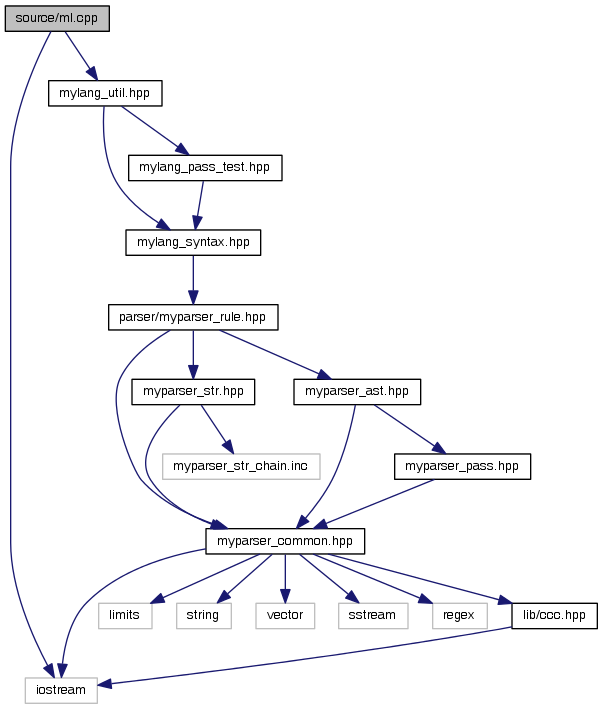 source/ml.cpp
mylang_util.hpp
mylang_pass_test.hpp
mylang_syntax.hpp
parser/myparser_rule.hpp
myparser_str.hpp
myparser_ast.hpp
myparser_str_chain.inc
myparser_pass.hpp
myparser_common.hpp
limits
string
vector
sstream
regex
lib/ccc.hpp
iostream